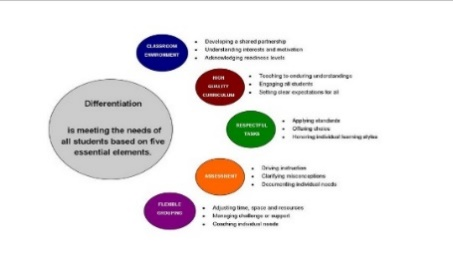 Differentiation
is meeting the needs of
all students based on five
essential elements.
CLASSROOM
ENVIRONMENT
• Developing a shared partnership
• Understanding interests and motivation
• Acknowledging readiness levels
HIGH
QUALITY
CURRICULUM
• Teaching to enduring understandings
• Engaging all students
• Setting clear expectations for all
RESPECTFUL
TASKS
• Applying standards
• Offering choice
• Honoring individual learning styles
ASSESSMENT
• Driving instruction
• Clarifying misconceptions
• Documenting individual needs
FLEXIBLE
GROUPING
• Adjusting time, space and resources
• Managing challenge or support
• Coaching individual needs